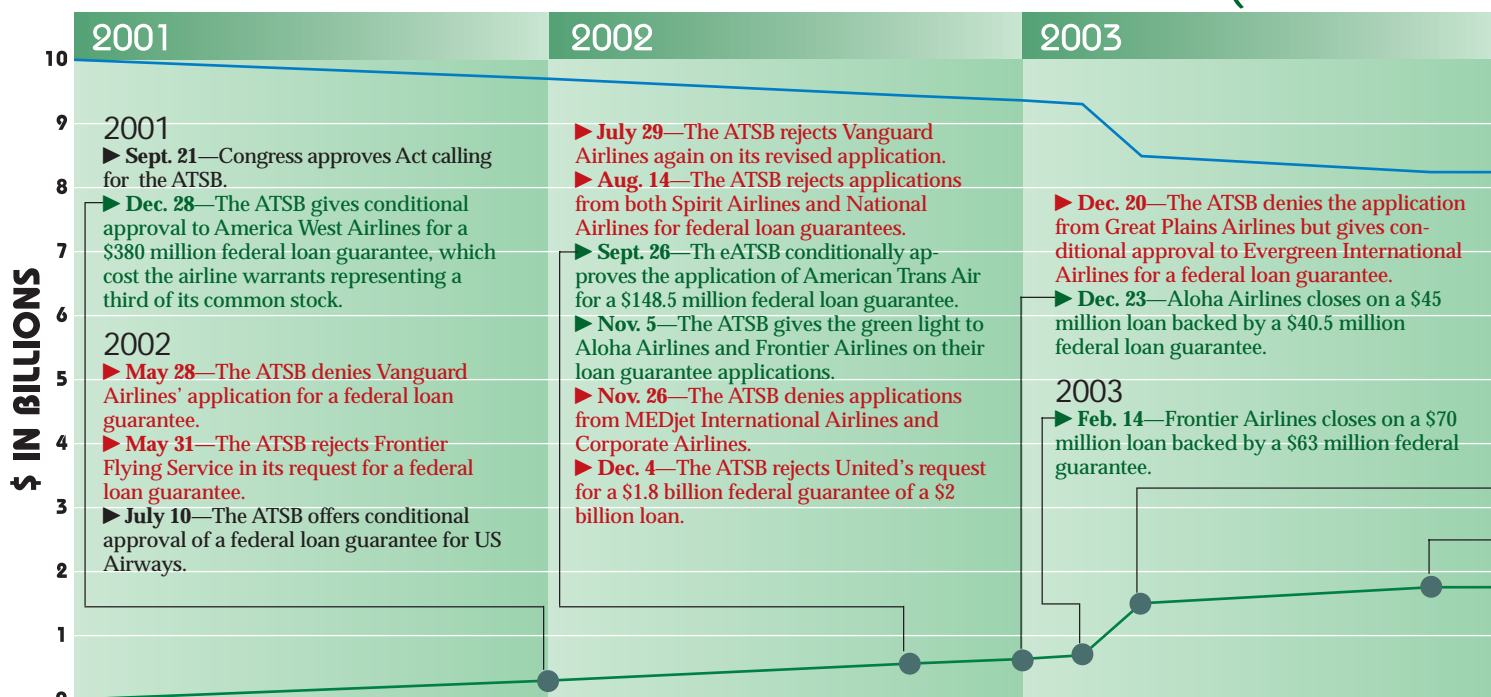 2001
2002
2003
10
9
8
7
6
5
4
3
2
1
$ IN BILLIONS
2001
▶ Sept. 21—Congress approves Act calling
for the ATSB.
▶ Dec. 28—The ATSB gives conditional
approval to America West Airlines for a
$380 million federal loan guarantee, which
cost the airline warrants representing a
third of its common stock.
2002
▶ May 28—The ATSB denies Vanguard
Airlines’ application for a federal loan
guarantee.
▶ May 31—The ATSB rejects Frontier
Flying Service in its request for a federal
loan guarantee.
▶ July 10—The ATSB offers conditional
approval of a federal loan guarantee for US
Airways.
▶ July 29—The ATSB rejects Vanguard
Airlines again on its revised application.
▶ Aug. 14—The ATSB rejects applications
from both Spirit Airlines and National
Airlines for federal loan guarantees.
▶ Sept. 26—Th eATSB conditionally ap-
proves the application of American Trans Air
for a $148.5 million federal loan guarantee.
▶ Nov. 5—The ATSB gives the green light to
Aloha Airlines and Frontier Airlines on their
loan guarantee applications.
▶ Nov. 26—The ATSB denies applications
from MEDjet International Airlines and
Corporate Airlines.
▶ Dec. 4—The ATSB rejects United’s request
for a $1.8 billion federal guarantee of a $2
billion loan.
▶ Dec. 20—The ATSB denies the application
from Great Plains Airlines but gives con-
ditional approval to Evergreen International
Airlines for a federal loan guarantee.
▶ Dec. 23—Aloha Airlines closes on a $45
million loan backed by a $40.5 million
federal loan guarantee.
2003
▶ Feb. 14—Frontier Airlines closes on a $70
million loan backed by a $63 million federal
guarantee.